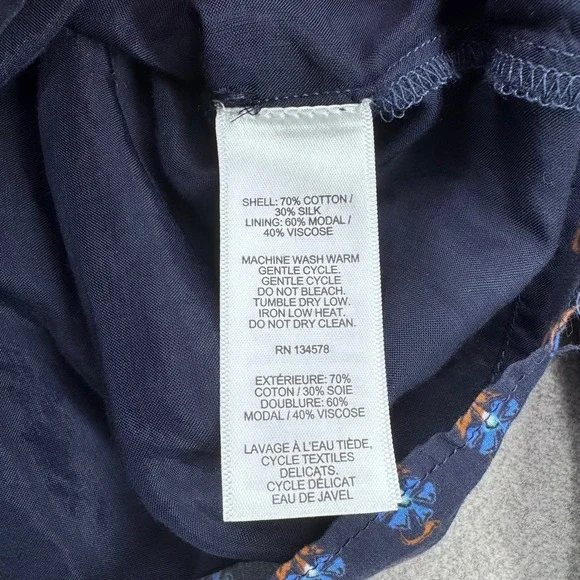 SHELL: 70% COTTON /
30% SILK
LINING: 60% MODAL /
40% VISCOSE
MACHINE WASH WARM
GENTLE CYCLE.
GENTLE CYCLE
DO NOT BLEACH.
TUMBLE DRY LOW.
IRON LOW HEAT.
DO NOT DRY CLEAN.
RN 134578
EXTÉRIEURE: 70%
COTON / 30% SOIE
DOUBLURE: 60%
MODAL / 40% VISCOSE
LAVAGE À L'EAU TIÈDE,
CYCLE TEXTILES
DELICATS.
CYCLE DÉLICAT
EAU DE JAVEL